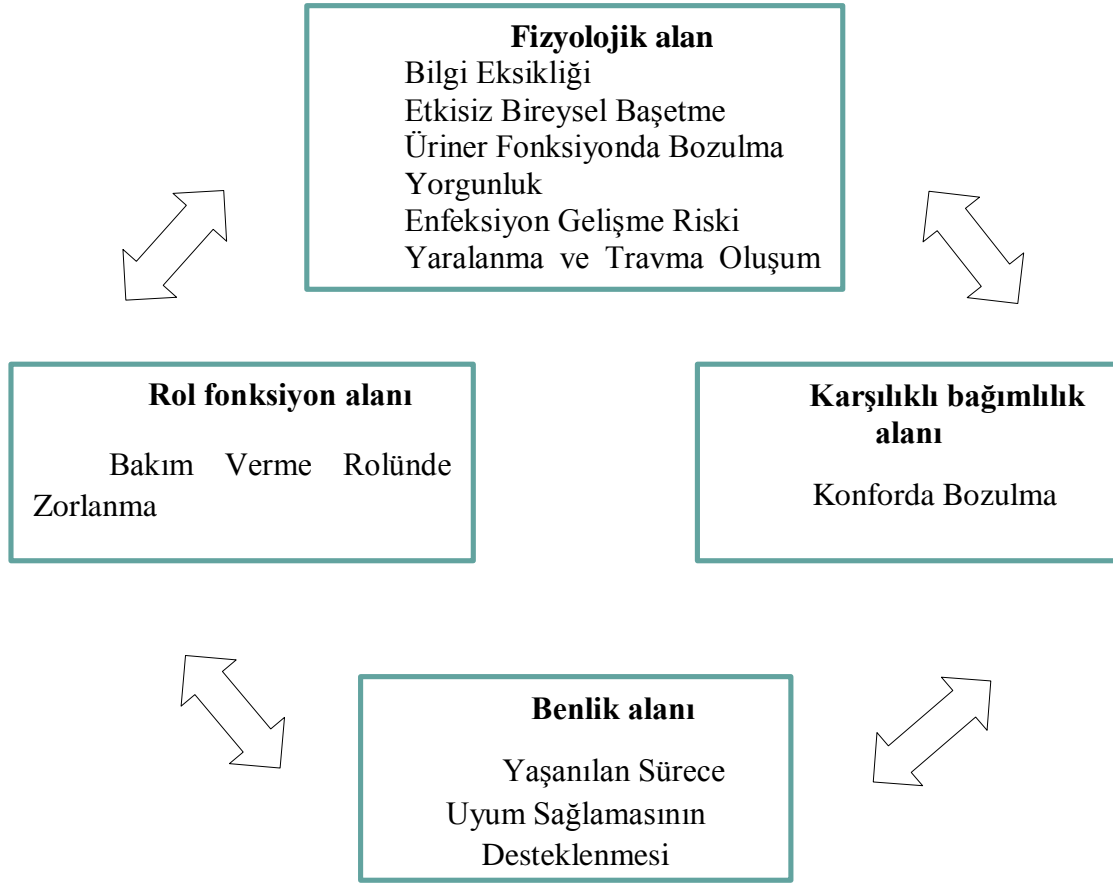 Fizyolojik alan
Bilgi Eksikliği
Etkisiz Bireysel Başetme
Üriner Fonksiyonda Bozulma
Yorgunluk
Enfeksiyon Gelişme Riski
Yaralanma ve Travma Oluşum
Rol fonksiyon alanı
Bakım Verme Rolünde
Zorlanma
Karşılıklı bağımlılık
alanı
Konforda Bozulma
Benlik alanı
Yaşanılan Sürece
Uyum Sağlamasının
Desteklenmesi